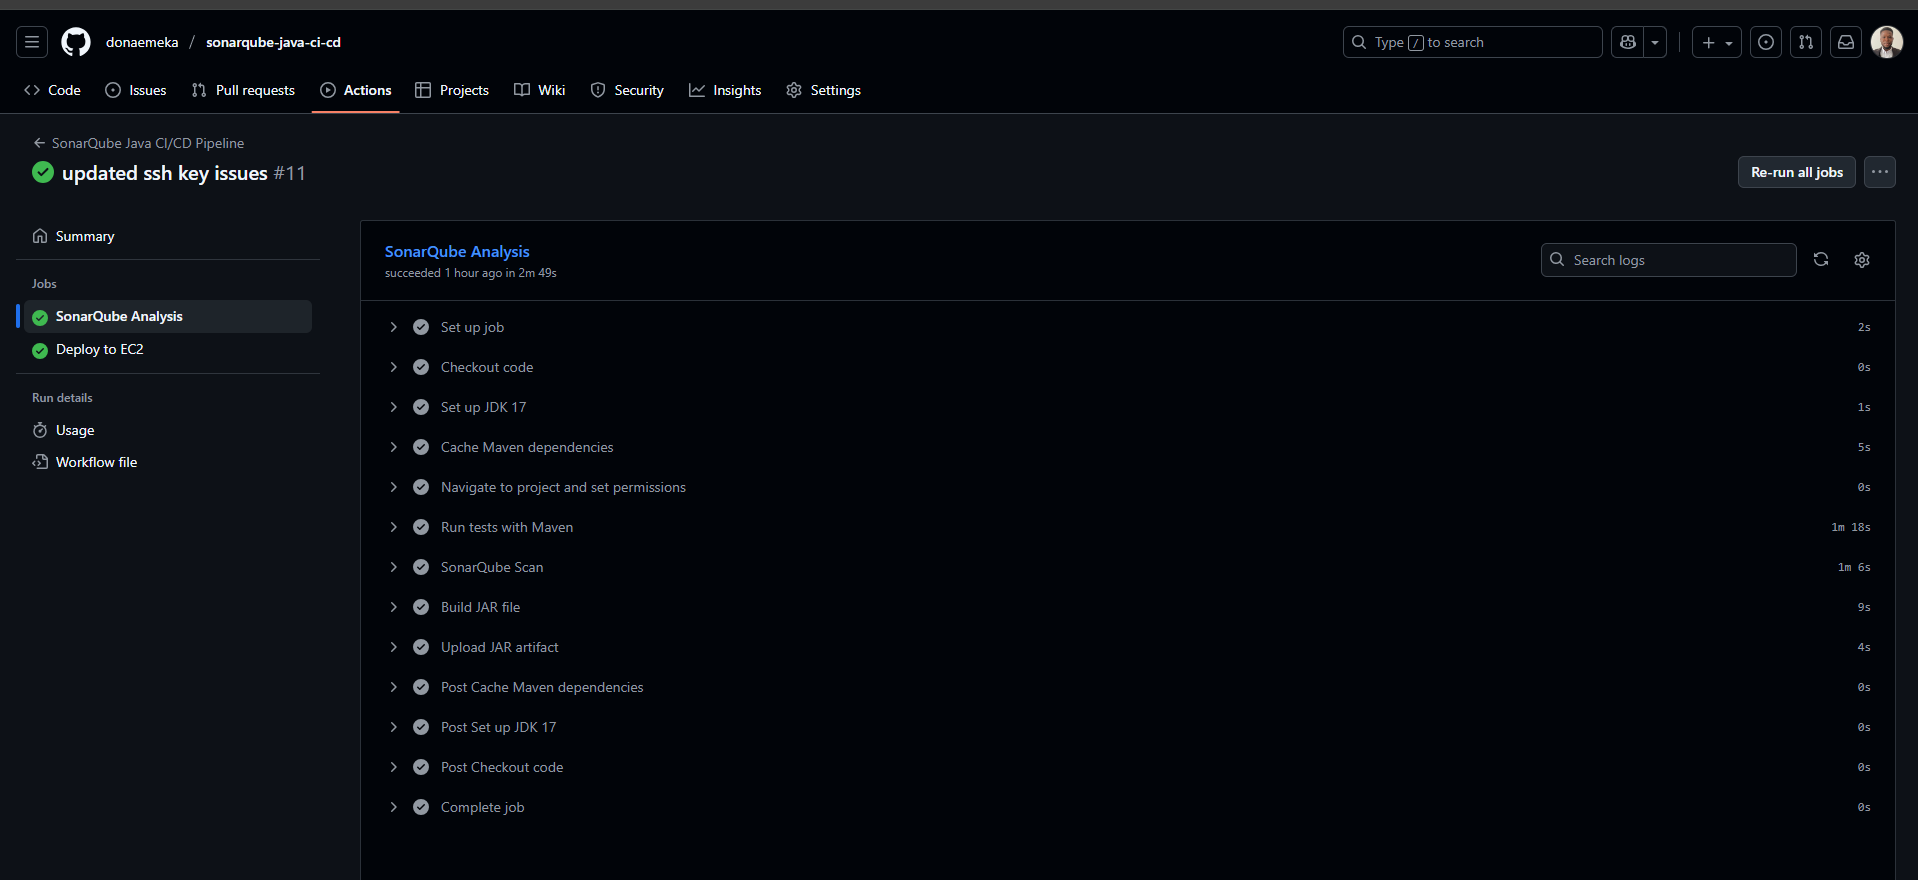 donaemeka / sonarqube-java-ci-cd
Type / to search
Code Issues Pull requests Actions Projects Wiki Security Insights Settings
SonarQube Java CI/CD Pipeline
updated ssh key issues #11
Re-run all jobs
Summary
Jobs
SonarQube Analysis
Deploy to EC2
Run details
Usage
Workflow file
SonarQube Analysis
succeeded 1 hour ago in 2m 49s
Search logs
Set up job 2s
Checkout code 0s
Set up JDK 17 1s
Cache Maven dependencies 5s
Navigate to project and set permissions 0s
Run tests with Maven 1m 18s
SonarQube Scan 1m 6s
Build JAR file 9s
Upload JAR artifact 4s
Post Cache Maven dependencies 0s
Post Set up JDK 17 0s
Post Checkout code 0s
Complete job 0s